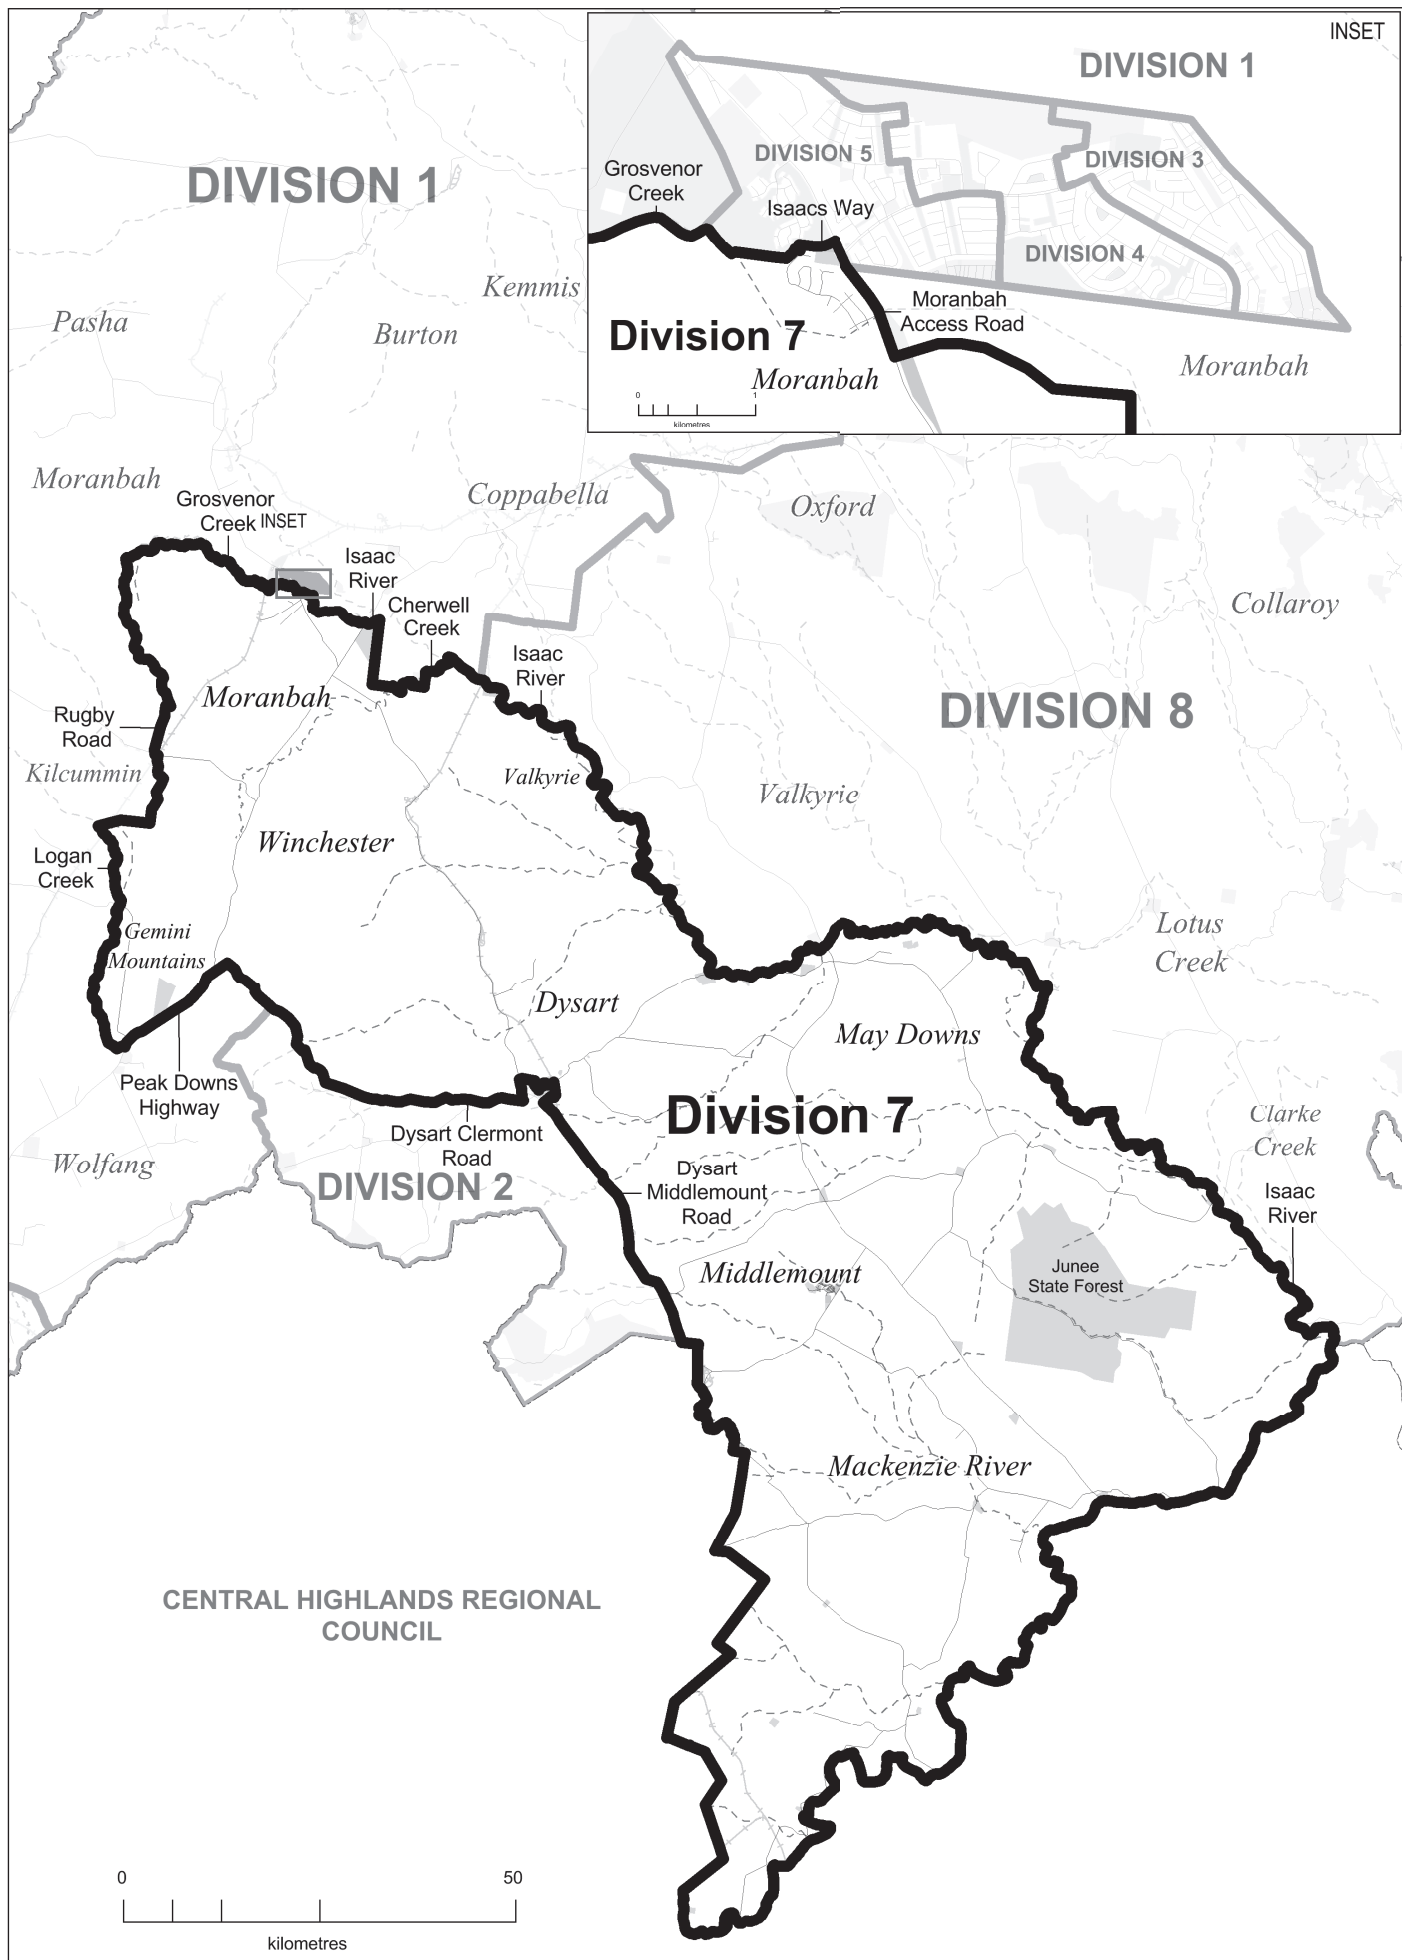 INSET
DIVISION 1
DIVISION 5
DIVISION 3
Grosvenor
Creek
Isaacs Way
DIVISION 4
Moranbah
Access Road
Division 7
Moranbah
Moranbah
0
1
kilometres
DIVISION 1
Kemmis
Pasha
Burton
Moranbah
Coppabella
Grosvenor
Creek
INSET
Oxford
Isaac
River
Cherwell
Creek
Collaroy
Isaac
River
Moranbah
DIVISION 8
Rugby
Road
Kilcummin
Valkyrie
Valkyrie
Winchester
Logan
Creek
Gemini
Mountains
Lotus
Creek
Dysart
May Downs
Peak Downs
Highway
Division 7
Clarke
Creek
Dysart Clermont
Road
Wolfang
DIVISION 2
Dysart
Middlemount
Road
Isaac
River
Middlemount
Junee
State Forest
Mackenzie River
CENTRAL HIGHLANDS REGIONAL
COUNCIL
0
50
kilometres